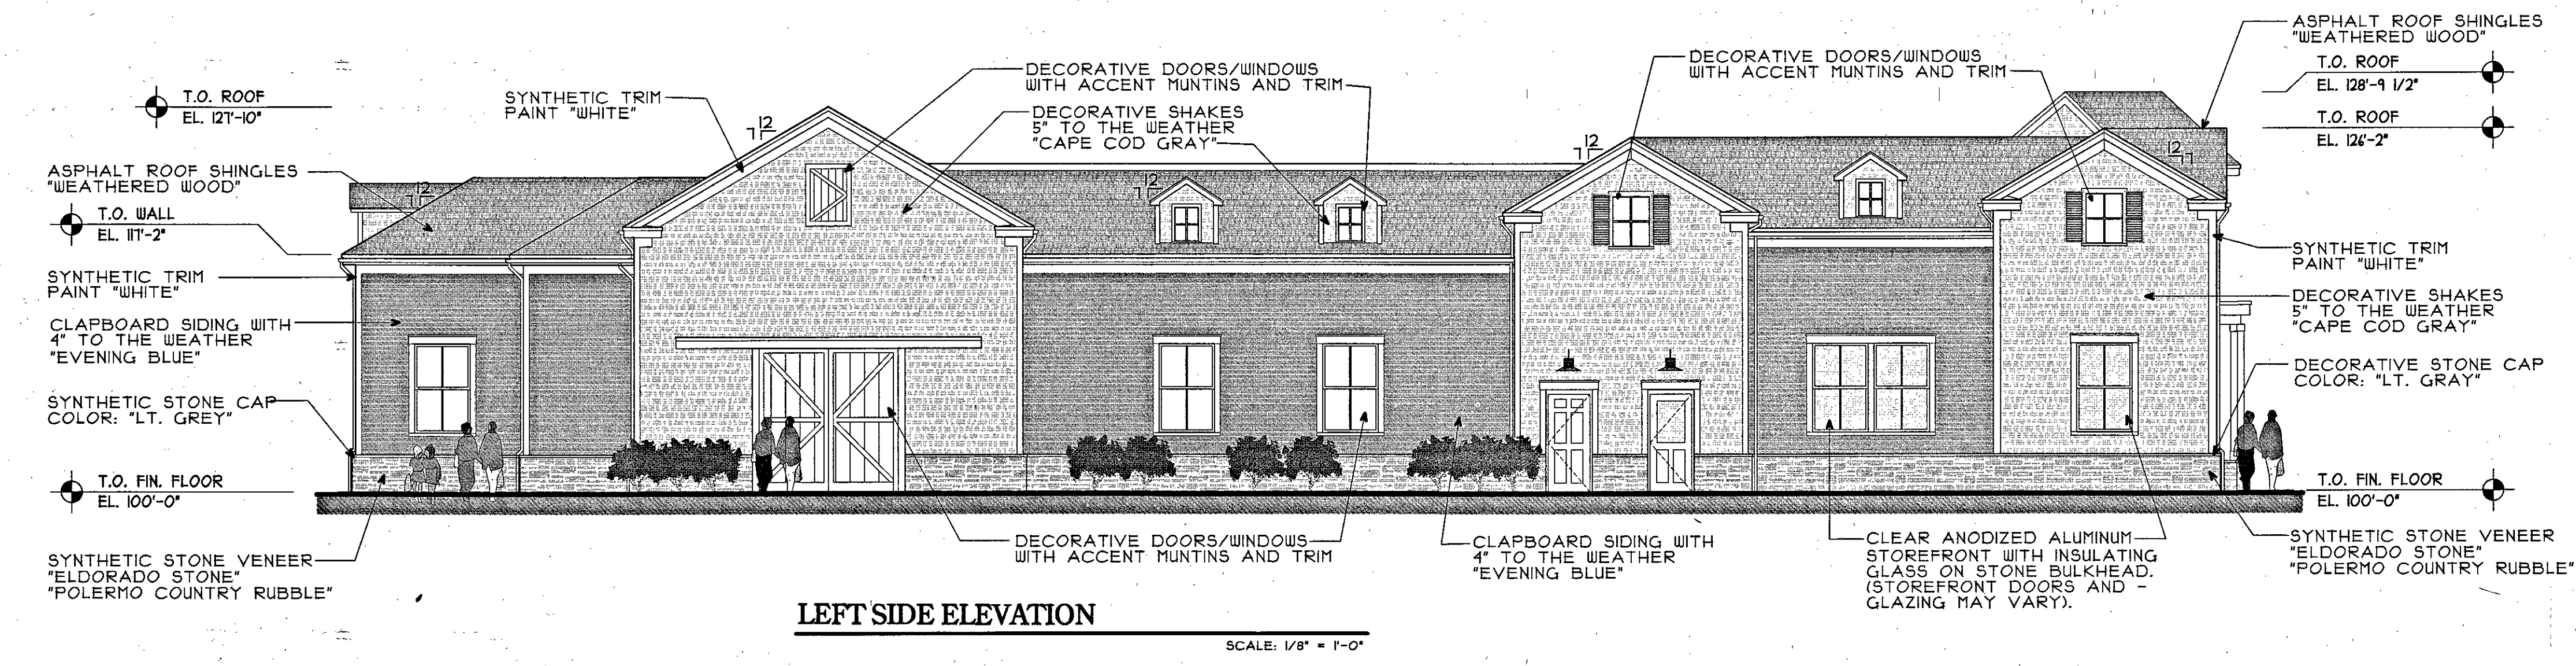 ASPHALT ROOF SHINGLES
"WEATHERED WOOD"
T.O. ROOF
EL. 128'-9 1/2"
T.O. ROOF
EL. 126'-2"
DECORATIVE DOORS/WINDOWS
WITH ACCENT MUNTINS AND TRIM
DECORATIVE DOORS/WINDOWS
WITH ACCENT MUNTINS AND TRIM
DECORATIVE SHAKES
5" TO THE WEATHER
"CAPE COD GRAY"
SYNTHETIC TRIM
PAINT "WHITE"
T.O. ROOF
EL. 127'-10"
ASPHALT ROOF SHINGLES
"WEATHERED WOOD"
T.O. WALL
EL. 117'-2"
SYNTHETIC TRIM
PAINT "WHITE"
CLAPBOARD SIDING WITH
4" TO THE WEATHER
"EVENING BLUE"
SYNTHETIC STONE CAP
COLOR: "LT. GREY"
T.O. FIN. FLOOR
EL. 100'-0"
SYNTHETIC STONE VENEER
"ELDORADO STONE"
"POLERMO COUNTRY RUBBLE"
12
12
7
12
7
12
7
12
7
SYNTHETIC TRIM
PAINT "WHITE"
DECORATIVE SHAKES
5" TO THE WEATHER
"CAPE COD GRAY"
DECORATIVE STONE CAP
COLOR: "LT. GRAY"
T.O. FIN. FLOOR
EL. 100'-0"
SYNTHETIC STONE VENEER
"ELDORADO STONE"
"POLERMO COUNTRY RUBBLE"
DECORATIVE DOORS/WINDOWS
WITH ACCENT MUNTINS AND TRIM
CLAPBOARD SIDING WITH
4" TO THE WEATHER
"EVENING BLUE"
CLEAR ANODIZED ALUMINUM
STOREFRONT WITH INSULATING
GLASS ON STONE BULKHEAD.
(STOREFRONT DOORS AND -
GLAZING MAY VARY).
LEFT SIDE ELEVATION
SCALE: 1/8" = 1'-0"